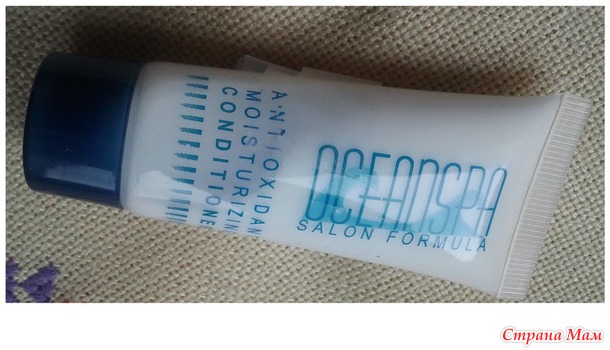 OCEANSPA
SALON FORMULA
ANTIOXIDANT
MOISTURIZING
CONDITIONER
Страна Мам